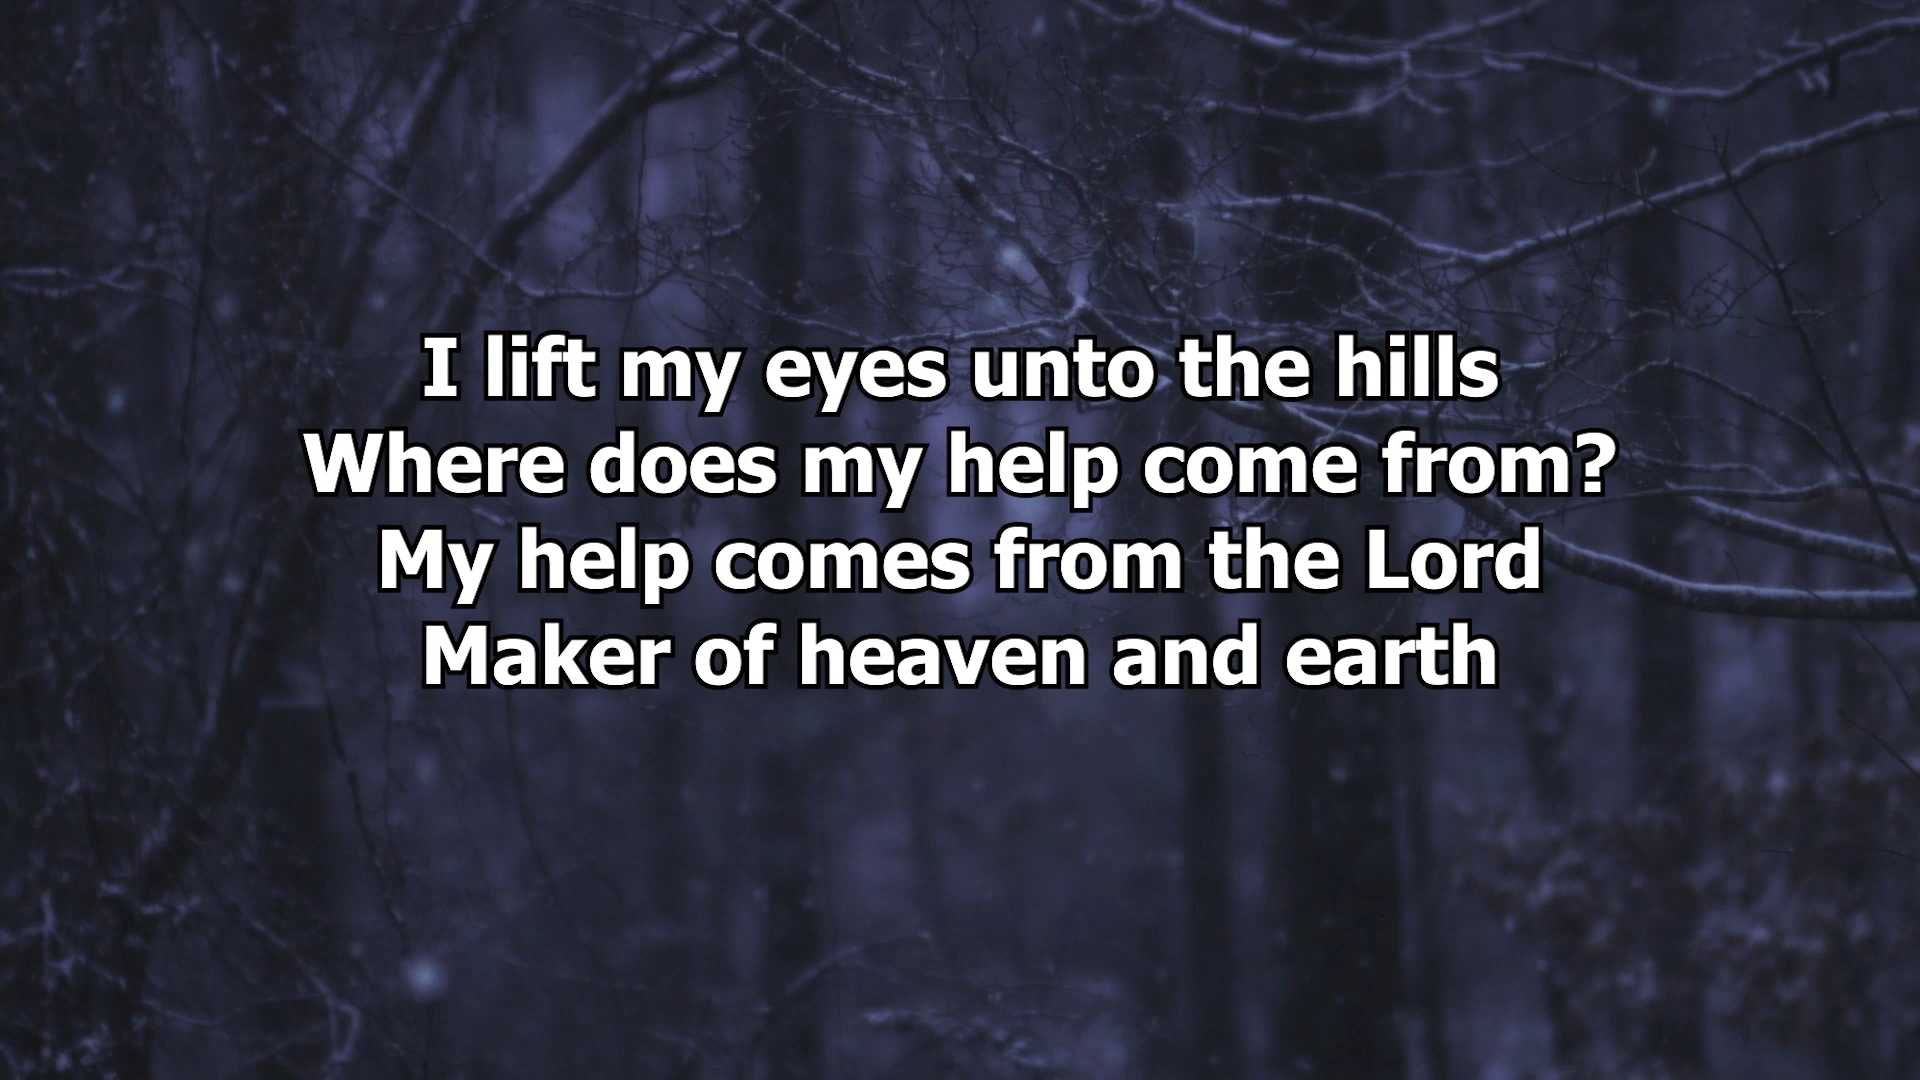 I lift my eyes unto the hills
Where does my help come from?
My help comes from the Lord
Maker of heaven and earth